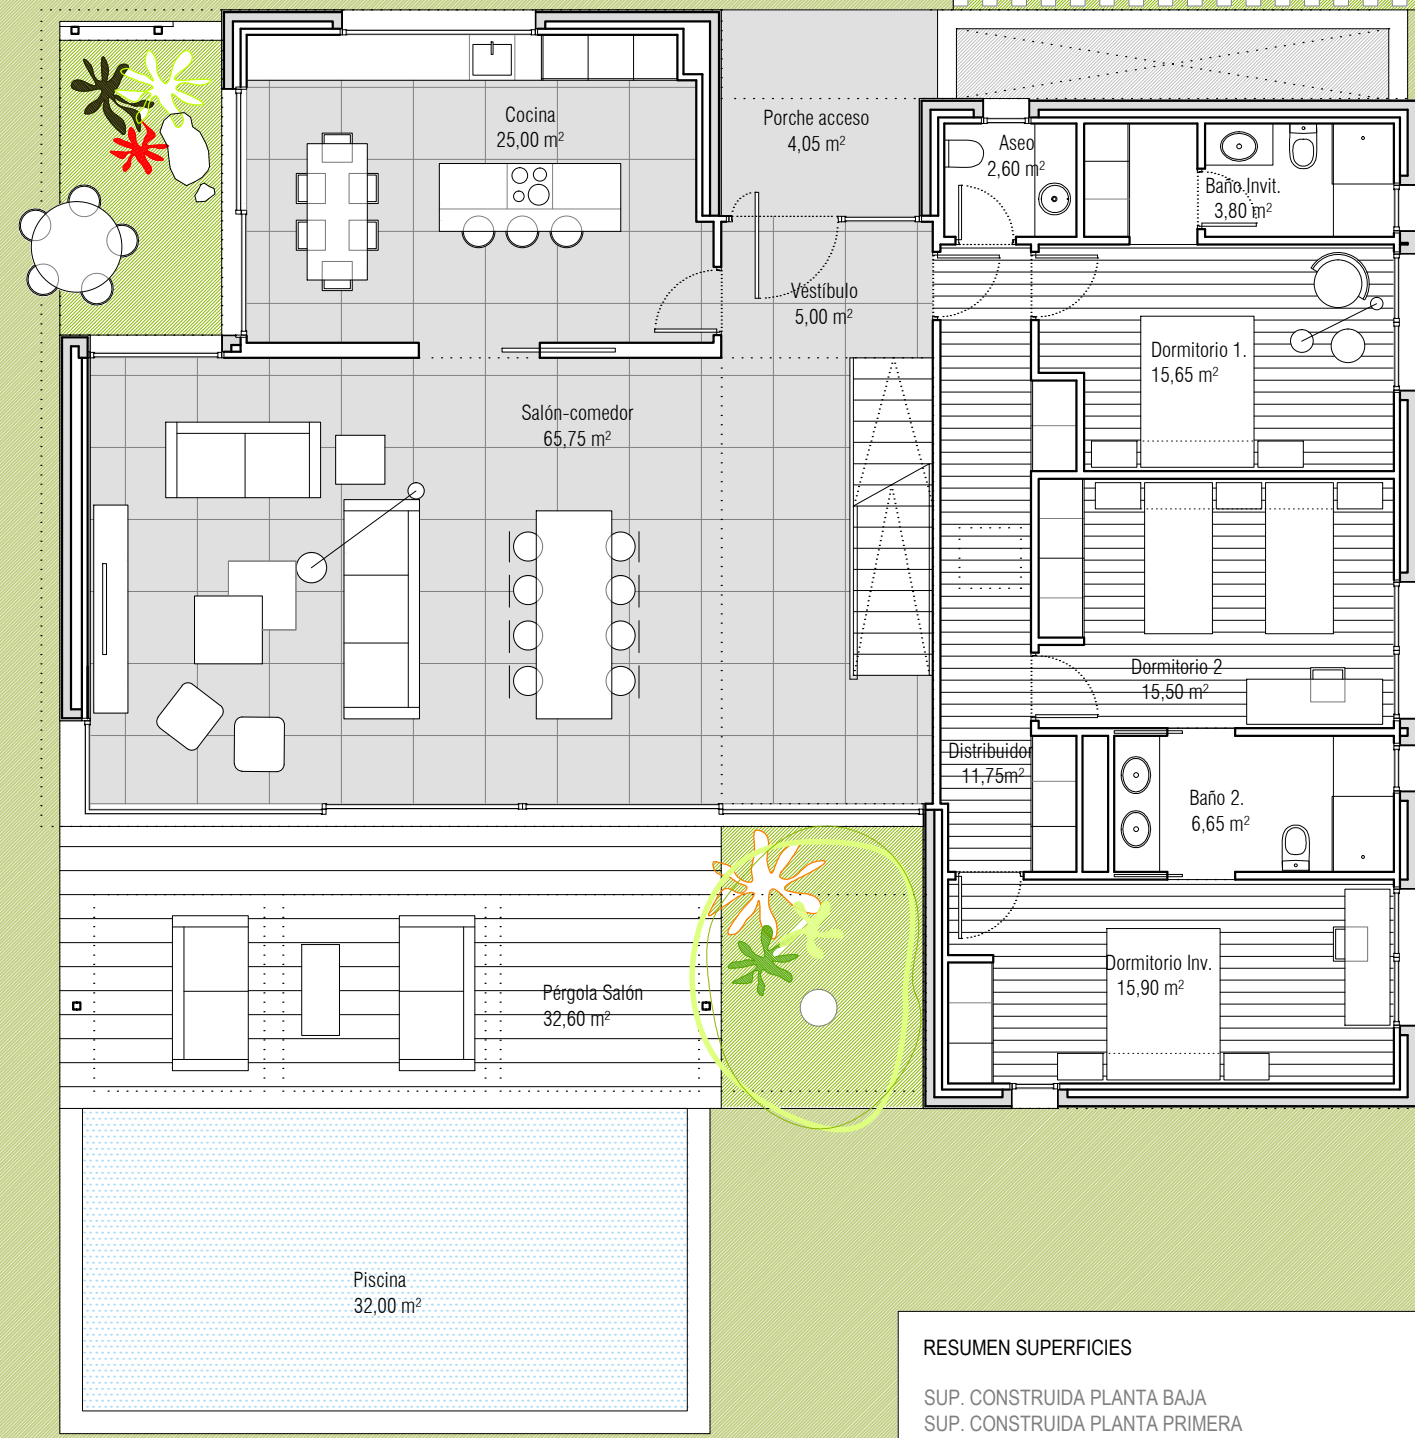 Cocina
25,00 m²
Porche acceso
4,05 m²
Aseo
2,60 m²
Baño Invit.
3,80 m²
Vestíbulo
5,00 m²
Dormitorio 1.
15,65 m²
Salón-comedor
65,75 m²
Dormitorio 2
15,50 m²
Distribuidor
11,75m²
Baño 2.
6,65 m²
Dormitorio Inv.
15,90 m²
Pérgola Salón
32,60 m²
Piscina
32,00 m²
RESUMEN SUPERFICIES
SUP. CONSTRUIDA PLANTA BAJA
SUP. CONSTRUIDA PLANTA PRIMERA